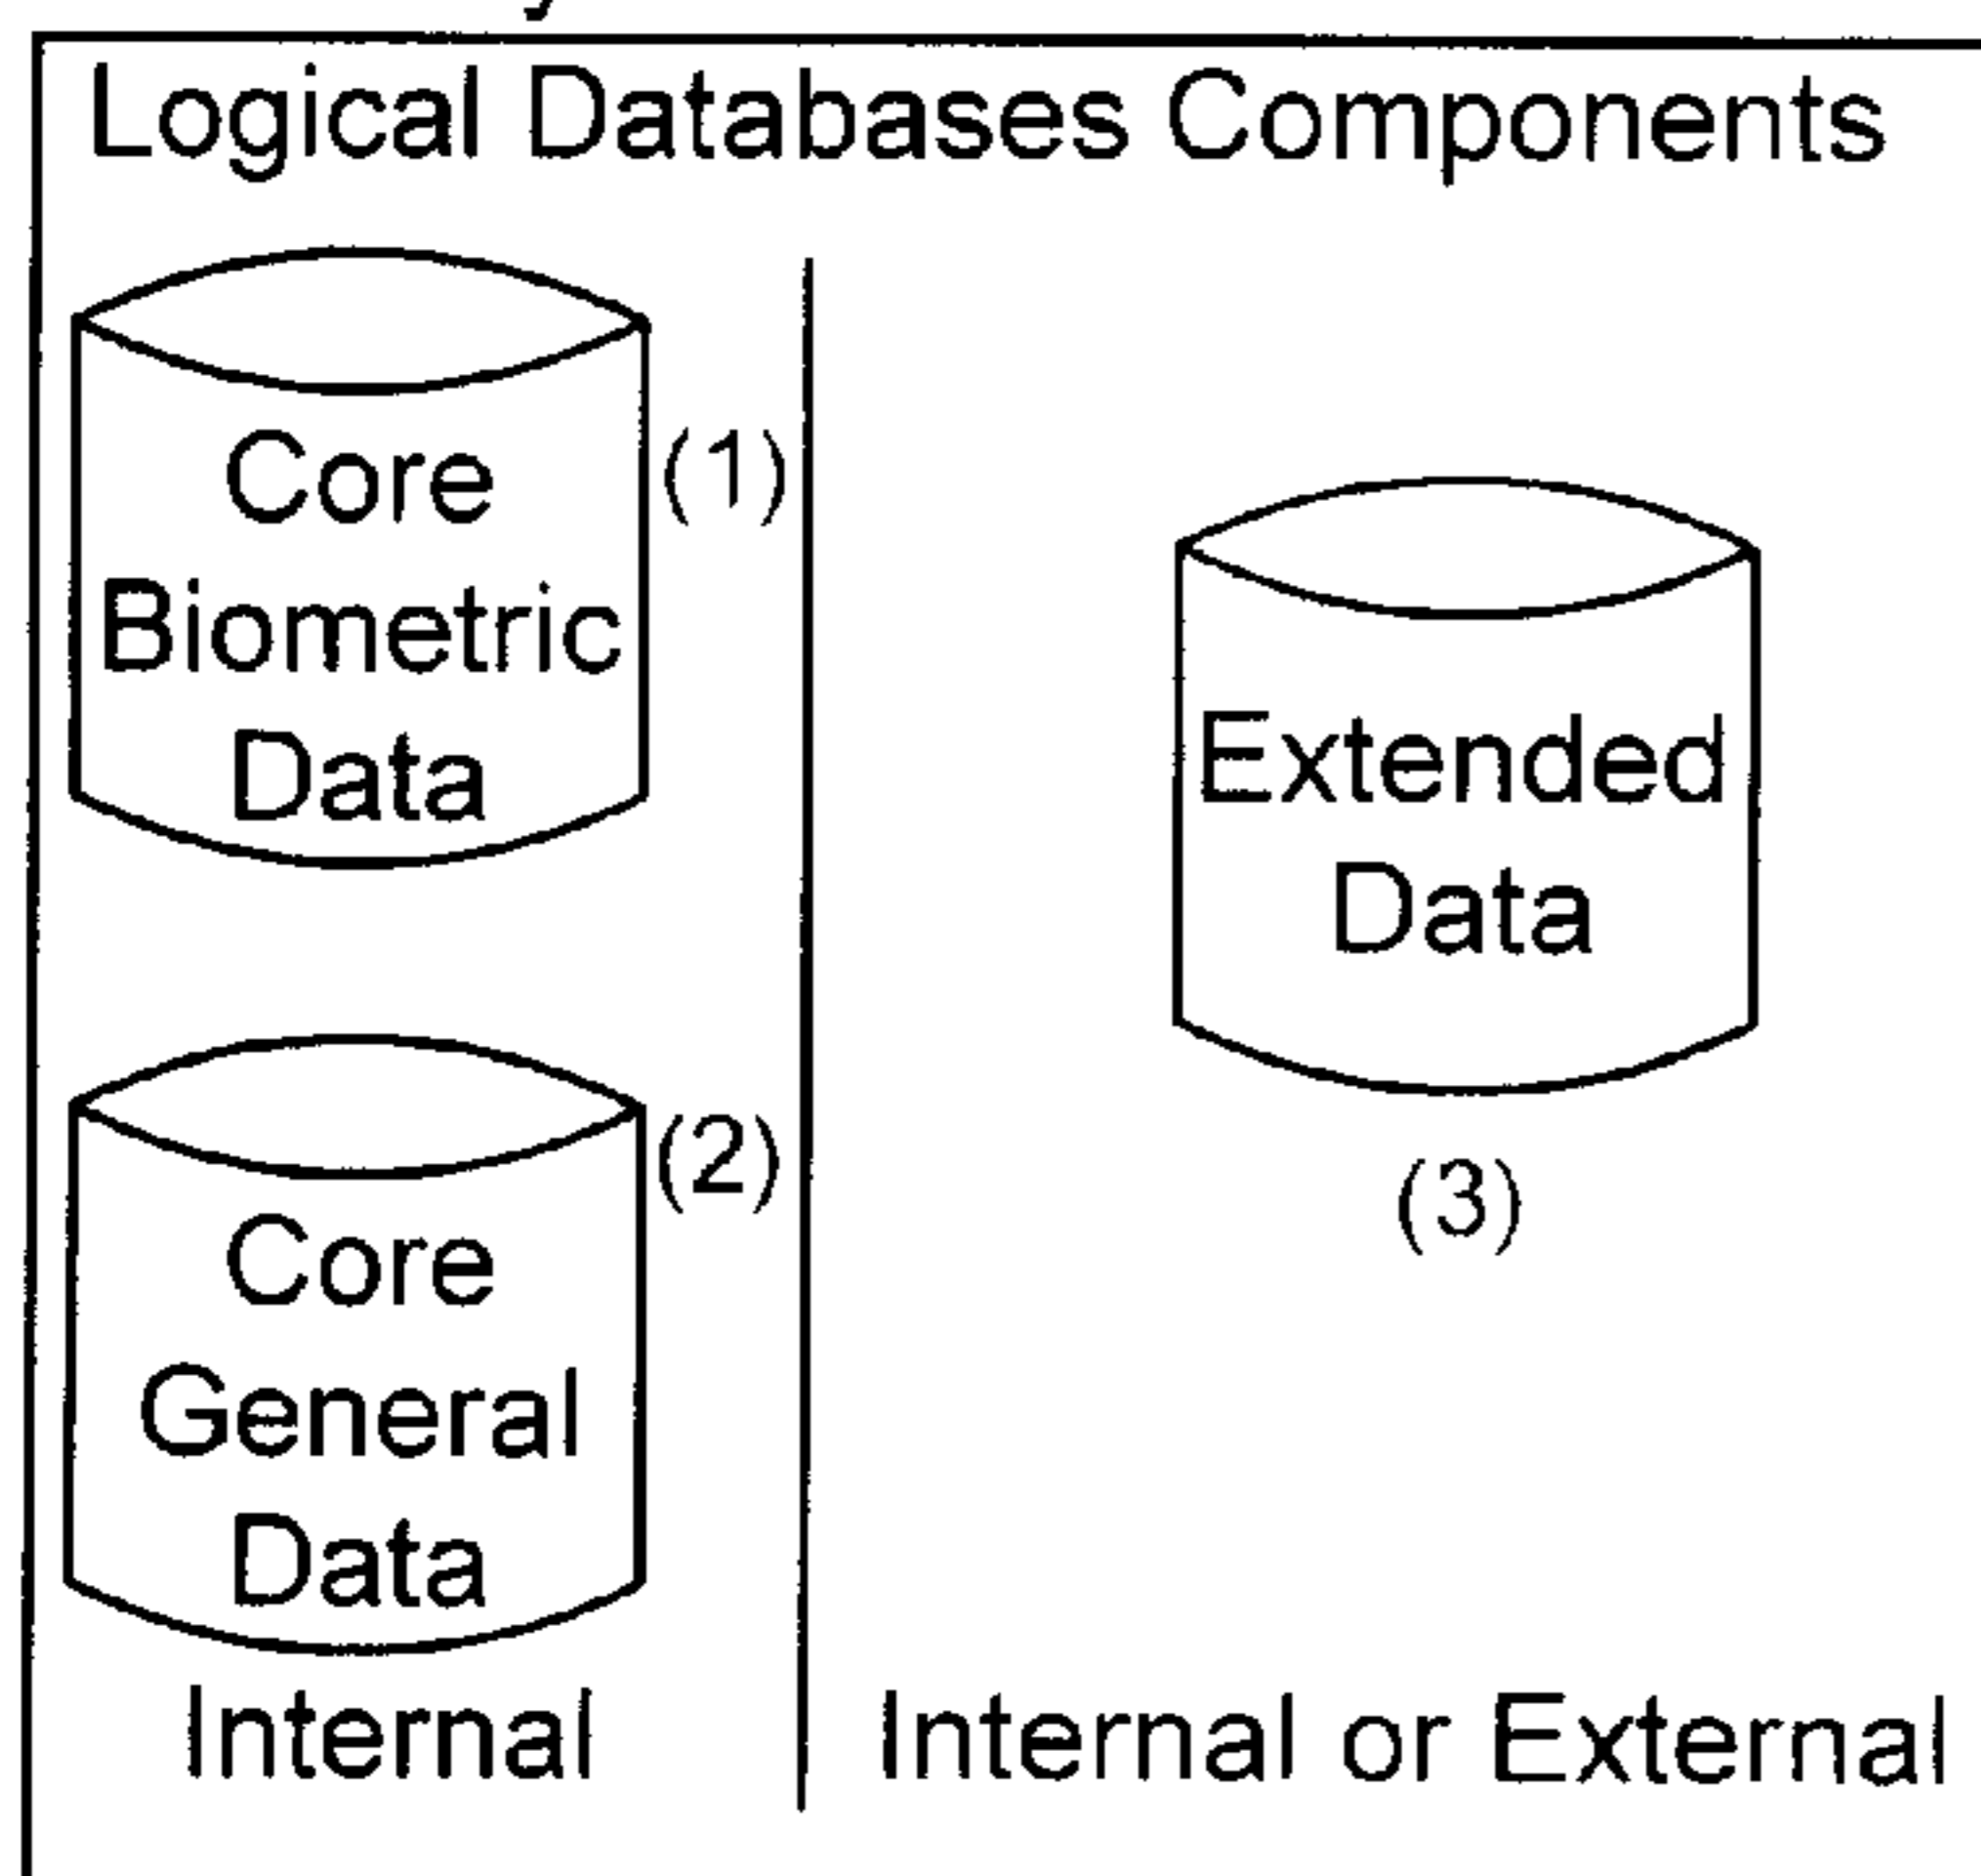 Logical Databases Components
Core
Biometric
Data
(1)
Core
General
Data
(2)
Internal
Extended
Data
(3)
Internal or External